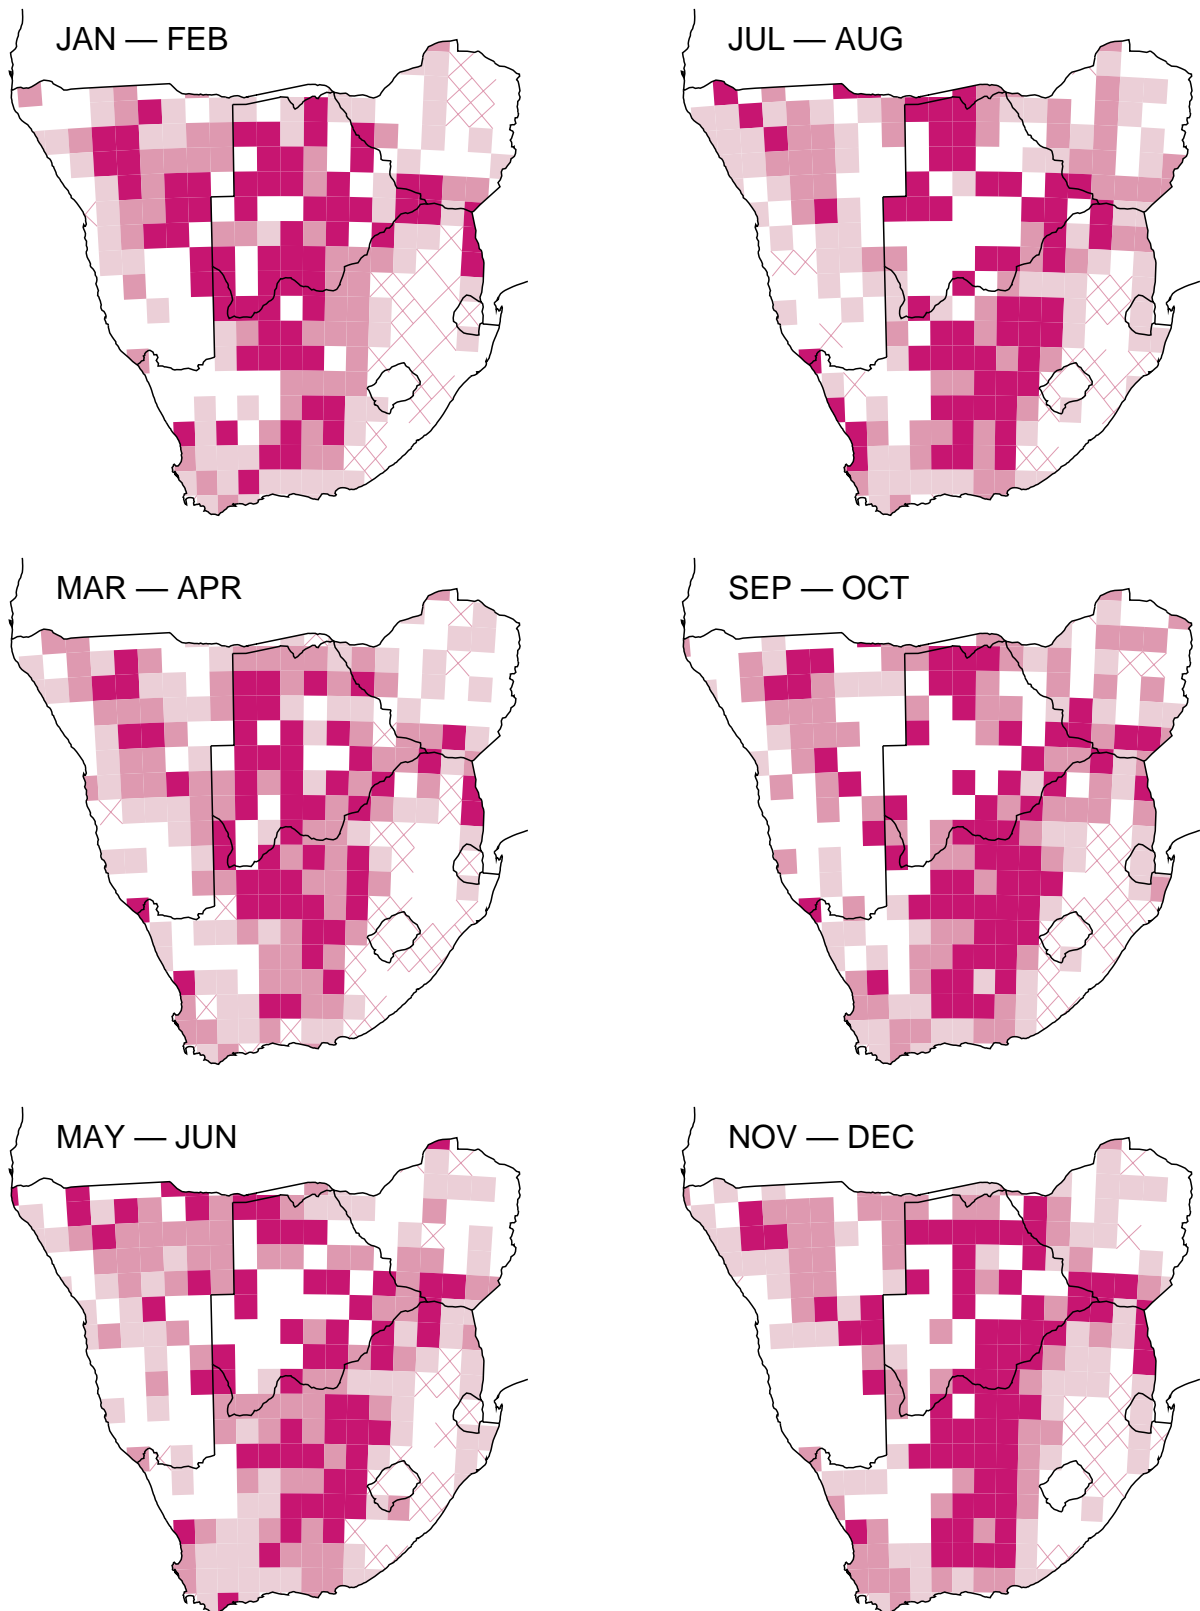 JAN — FEB
JUL — AUG
MAR — APR
SEP — OCT
MAY — JUN
NOV — DEC